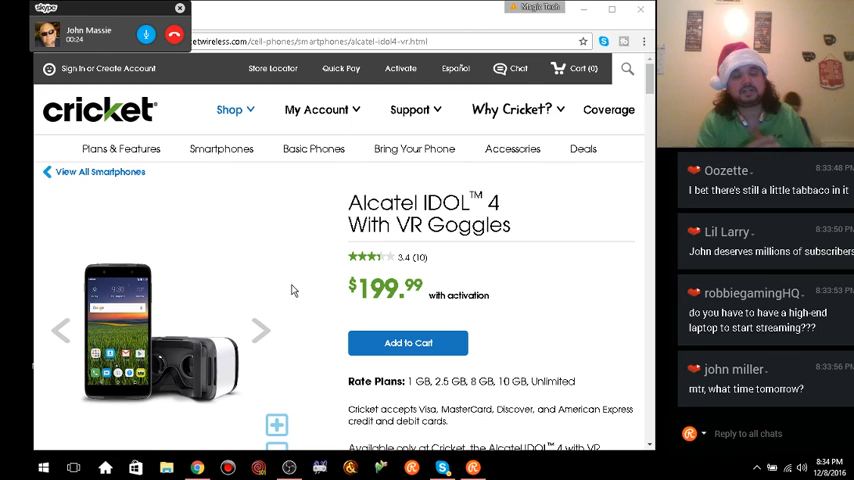 skype
John Massie
00:24
Magic Tech
etwireless.com/cell-phones/smartphones/alcatel-idol4-vr.html
Sign In or Create Account
Store Locator
Quick Pay
Activate
Español
Chat
Cart (0)
cricket
Shop
My Account
Support
Why Cricket?
Coverage
Plans & Features
Smartphones
Basic Phones
Bring Your Phone
Accessories
Deals
View All Smartphones
Alcatel IDOL™ 4
With VR Goggles
3.4 (10)
$199.99 with activation
Add to Cart
Rate Plans: 1 GB, 2.5 GB, 8 GB, 10 GB, Unlimited
Cricket accepts Visa, MasterCard, Discover, and American Express
credit and debit cards.
Available only at Cricket, the Alcatel IDOL™ 4 with VR
Oozette
8:33:48 PM
I bet there's still a little tabbaco in it
Lil Larry
8:33:50 PM
John deserves millions of subscribers
robbiegamingHQ
8:33:53 PM
do you have to have a high-end
laptop to start streaming???
john miller
8:33:56 PM
mtr, what time tomorrow?
Reply to all chats
8:34 PM
12/8/2016